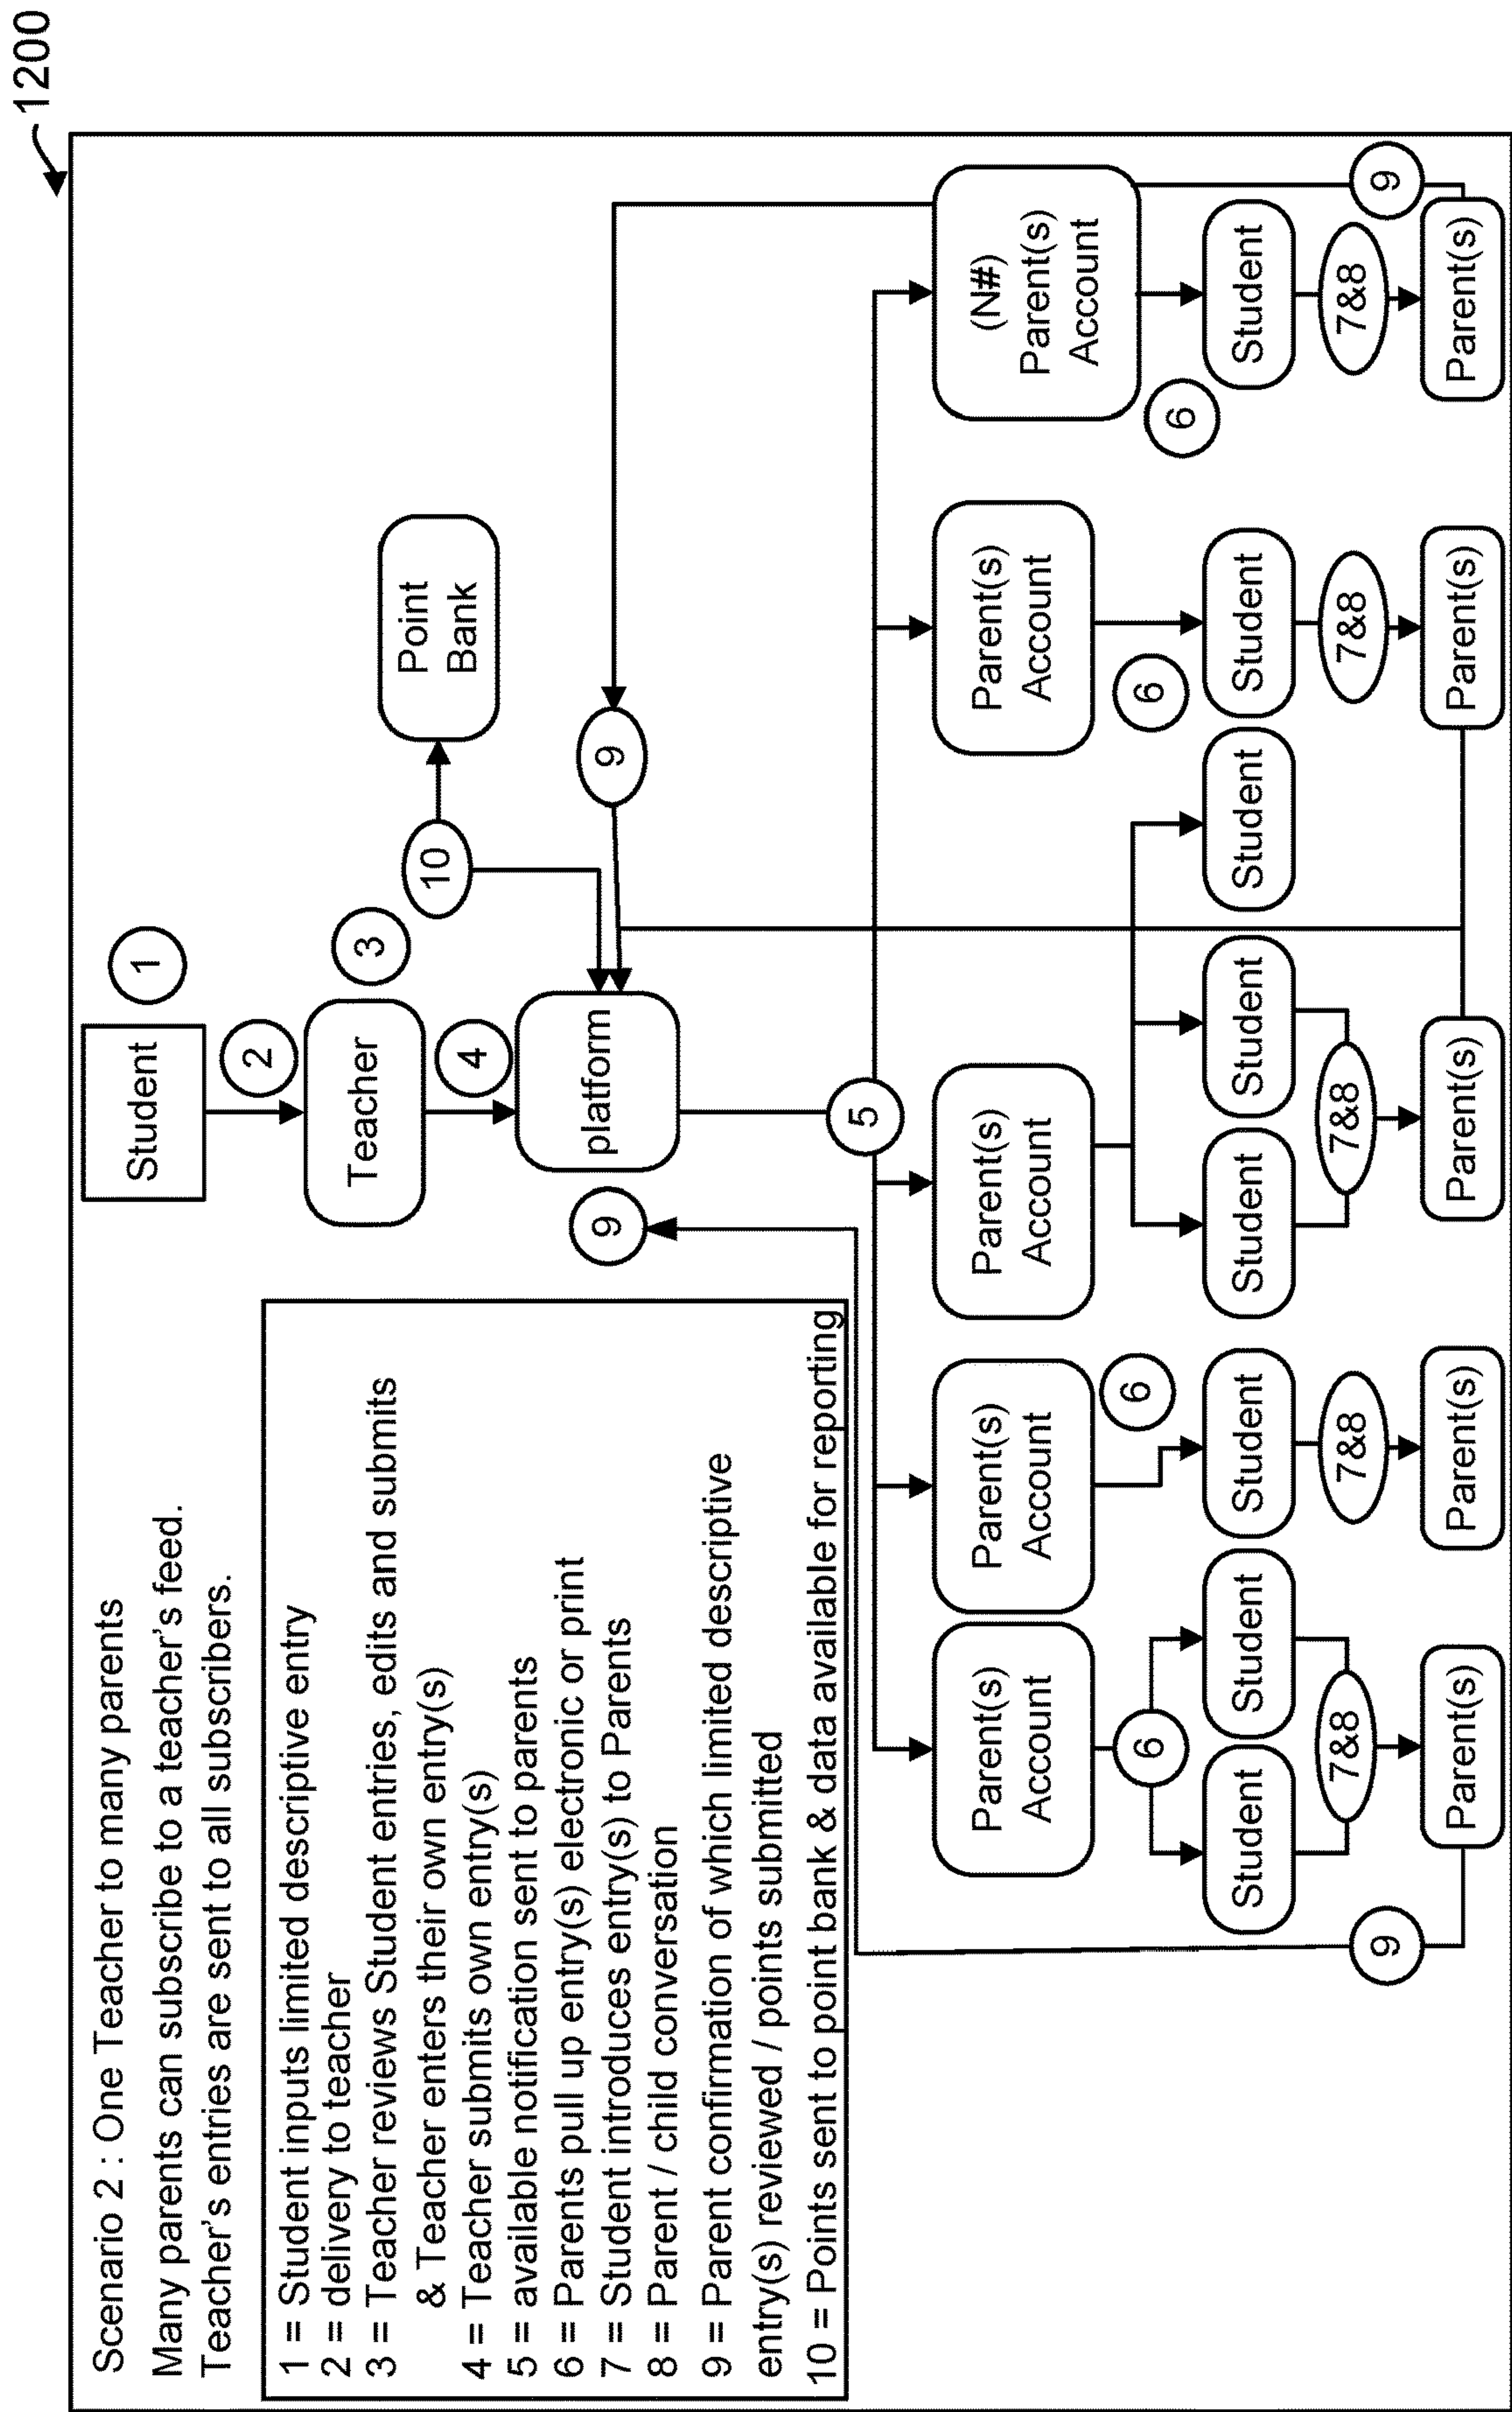 1200
Scenario 2 : One Teacher to many parents
Many parents can subscribe to a teacher's feed.
Teacher's entries are sent to all subscribers.
1 = Student inputs limited descriptive entry
2 = delivery to teacher
3 = Teacher reviews Student entries, edits and submits
& Teacher enters their own entry(s)
4 = Teacher submits own entry(s)
5 = available notification sent to parents
6 = Parents pull up entry(s) electronic or print
7 = Student introduces entry(s) to Parents
8 = Parent / child conversation
9 = Parent confirmation of which limited descriptive
entry(s) reviewed / points submitted
10 = Points sent to point bank & data available for reporting
Student
1
2
Teacher
3
4
10
Point
Bank
platform
9
9
5
Parent(s)
Account
Parent(s)
Account
Parent(s)
Account
Parent(s)
Account
(N#)
Parent(s)
Account
6
6
6
6
Student
Student
Student
Student
Student
Student
Student
Student
7&8
7&8
7&8
7&8
7&8
9
9
Parent(s)
Parent(s)
Parent(s)
Parent(s)
Parent(s)